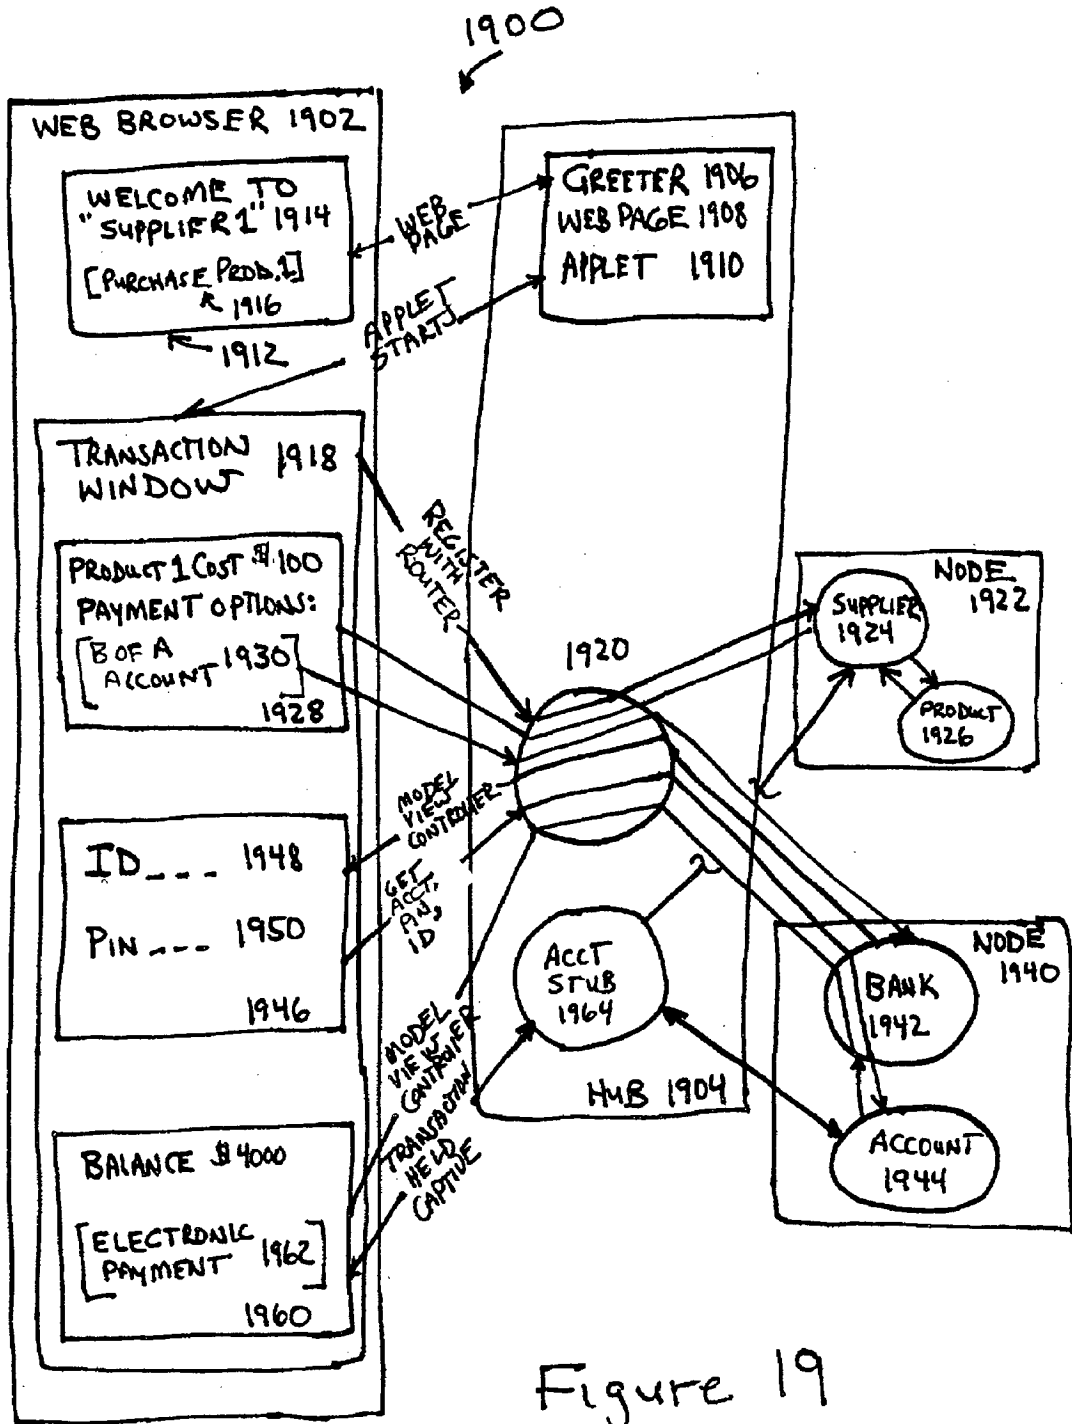 1900
WEB BROWSER 1902
WELCOME TO
"SUPPLIER 1" 1914
[PURCHASE PROD. 1]
1916
1912
WEB
PAGE
GREETER 1906
WEB PAGE 1908
APPLET 1910
APPLET
STARTS
TRANSACTION 1918
WINDOW
REGISTER
WITH
ROUTER
PRODUCT 1 COST $100
PAYMENT OPTIONS:
[B OF A 1930]
ACCOUNT
1928
1920
NODE
1922
SUPPLIER
1924
PRODUCT
1926
MODEL
VIEW
CONTROLLER
ID _ _ _ 1948
PIN _ _ _ 1950
1946
GET
ACCT,
PIN,
ID
ACCT
STUB
1964
HUB 1904
NODE
1940
BANK
1942
ACCOUNT
1944
MODEL
VIEW
CONTROLLER
TRANSACTION
HELD
CAPTIVE
BALANCE $4000
[ELECTRONIC
PAYMENT 1962]
1960
Figure 19